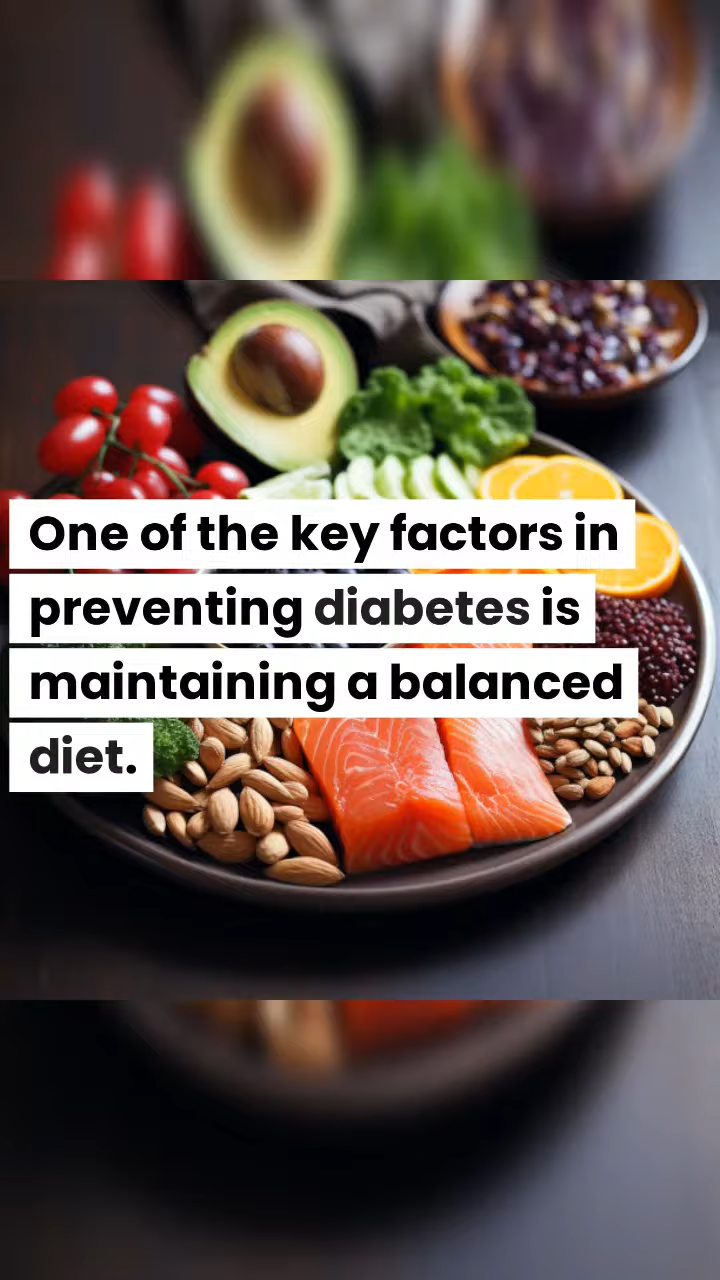 One of the key factors in
preventing diabetes is
maintaining a balanced
diet.